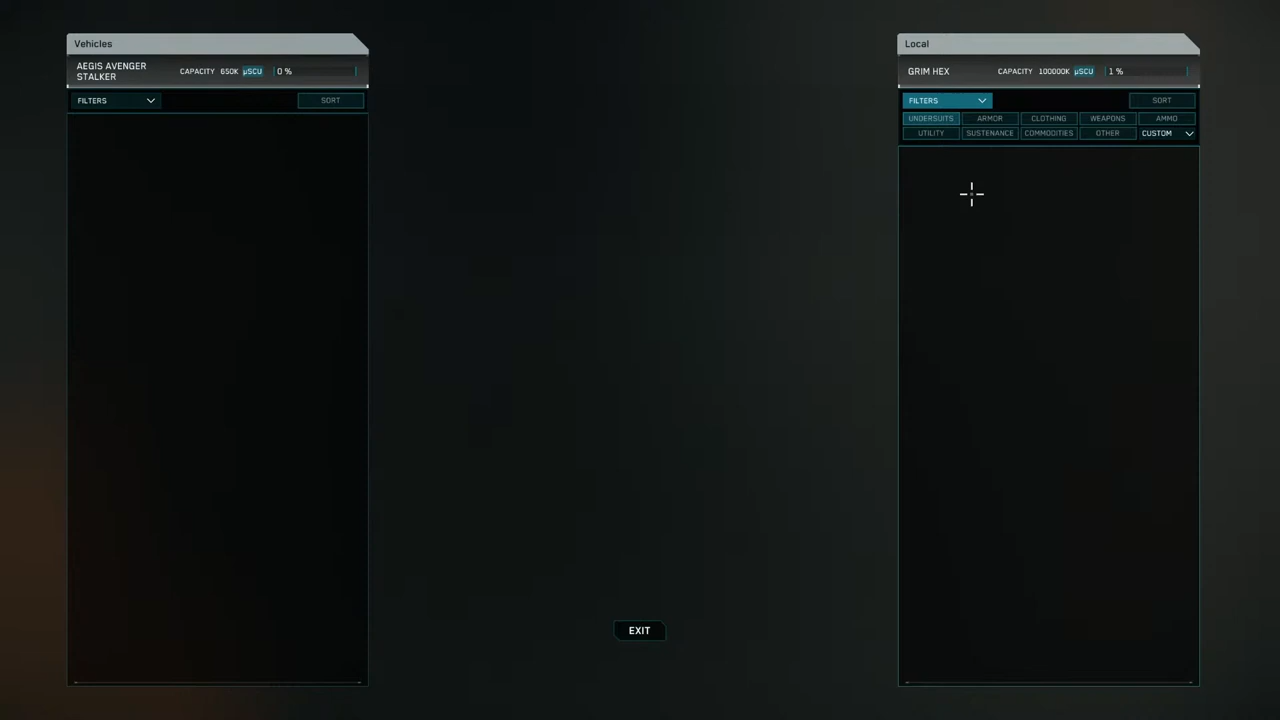 Vehicles
AEGIS AVENGER
STALKER
CAPACITY 650K µSCU 0 %
FILTERS
SORT
Local
GRIM HEX
CAPACITY 100000K µSCU 1 %
FILTERS
SORT
UNDERSUITS ARMOR CLOTHING WEAPONS AMMO
UTILITY SUSTENANCE COMMODITIES OTHER CUSTOM
EXIT